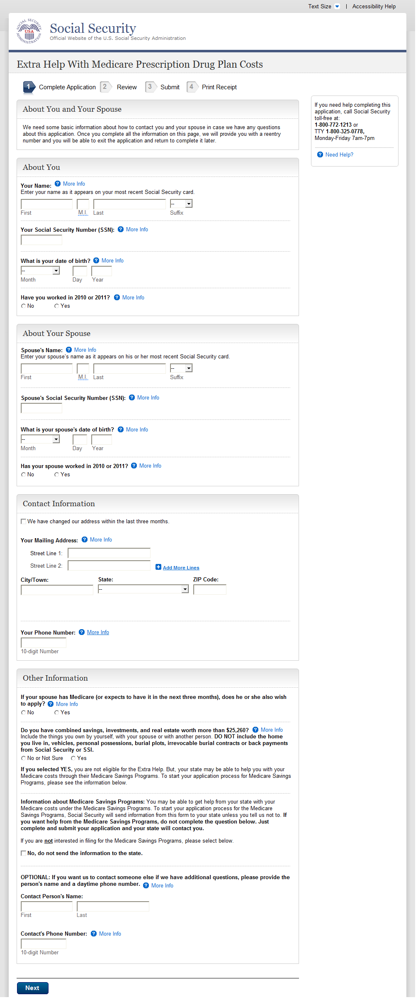 Text Size | Accessibility Help
SOCIAL SECURITY ADMINISTRATION
USA
Social Security
Official Website of the U.S. Social Security Administration
Extra Help With Medicare Prescription Drug Plan Costs
1 Complete Application 2 Review 3 Submit 4 Print Receipt
If you need help completing this
application, call Social Security
toll-free at:
1-800-772-1213 or
TTY 1-800-325-0778,
Monday-Friday 7am-7pm
? Need Help?
About You and Your Spouse
We need some basic information about how to contact you and your spouse in case we have any questions
about this application. Once you complete all the information on this page, we will provide you with a reentry
number and you will be able to exit the application and return to complete it later.
About You
Your Name: ? More Info
Enter your name as it appears on your most recent Social Security card.
--
First M.I. Last Suffix
Your Social Security Number (SSN): ? More Info
What is your date of birth? ? More Info
--
Month Day Year
Have you worked in 2010 or 2011? ? More Info
No Yes
About Your Spouse
Spouse's Name: ? More Info
Enter your spouse's name as it appears on his or her most recent Social Security card.
--
First M.I. Last Suffix
Spouse's Social Security Number (SSN): ? More Info
What is your spouse's date of birth? ? More Info
--
Month Day Year
Has your spouse worked in 2010 or 2011? ? More Info
No Yes
Contact Information
We have changed our address within the last three months.
Your Mailing Address: ? More Info
Street Line 1:
Street Line 2: + Add More Lines
City/Town: State: ZIP Code:
--
Your Phone Number: ? More Info
10-digit Number
Other Information
If your spouse has Medicare (or expects to have it in the next three months), does he or she also wish
to apply? ? More Info
No Yes
Do you have combined savings, investments, and real estate worth more than $25,260? ? More Info
Include the things you own by yourself, with your spouse or with another person. DO NOT include the home
you live in, vehicles, personal possessions, burial plots, irrevocable burial contracts or back payments
from Social Security or SSI.
No or Not Sure Yes
If you selected YES, you are not eligible for the Extra Help. But, your state may be able to help you with your
Medicare costs through their Medicare Savings Programs. To start your application process for Medicare Savings
Programs, please see the information below.
Information about Medicare Savings Programs: You may be able to get help from your state with your
Medicare costs under the Medicare Savings Programs. To start your application process for the Medicare
Savings Programs, Social Security will send information from this form to your state unless you tell us not to. If
you want help from the Medicare Savings Programs, do not complete the question below. Just
complete and submit your application and your state will contact you.
If you are not interested in filing for the Medicare Savings Programs, please select below.
No, do not send the information to the state.
OPTIONAL: If you want us to contact someone else if we have additional questions, please provide the
person's name and a daytime phone number. ? More Info
Contact Person's Name:
First Last
Contact's Phone Number: ? More Info
10-digit Number
Next